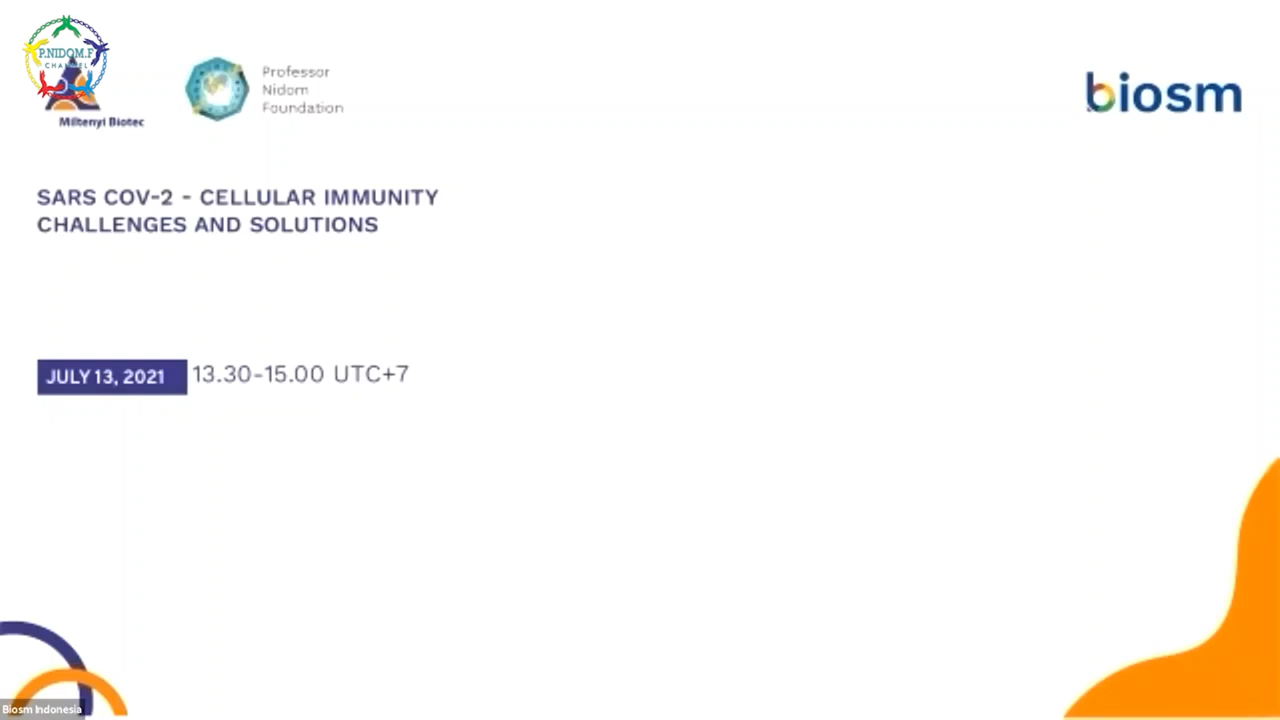 P.NIDOM.F
CHANNEL
Miltenyi Biotec
Professor
Nidom
Foundation
biosm
SARS COV-2 - CELLULAR IMMUNITY
CHALLENGES AND SOLUTIONS
JULY 13, 2021 13.30-15.00 UTC+7
Biosm Indonesia